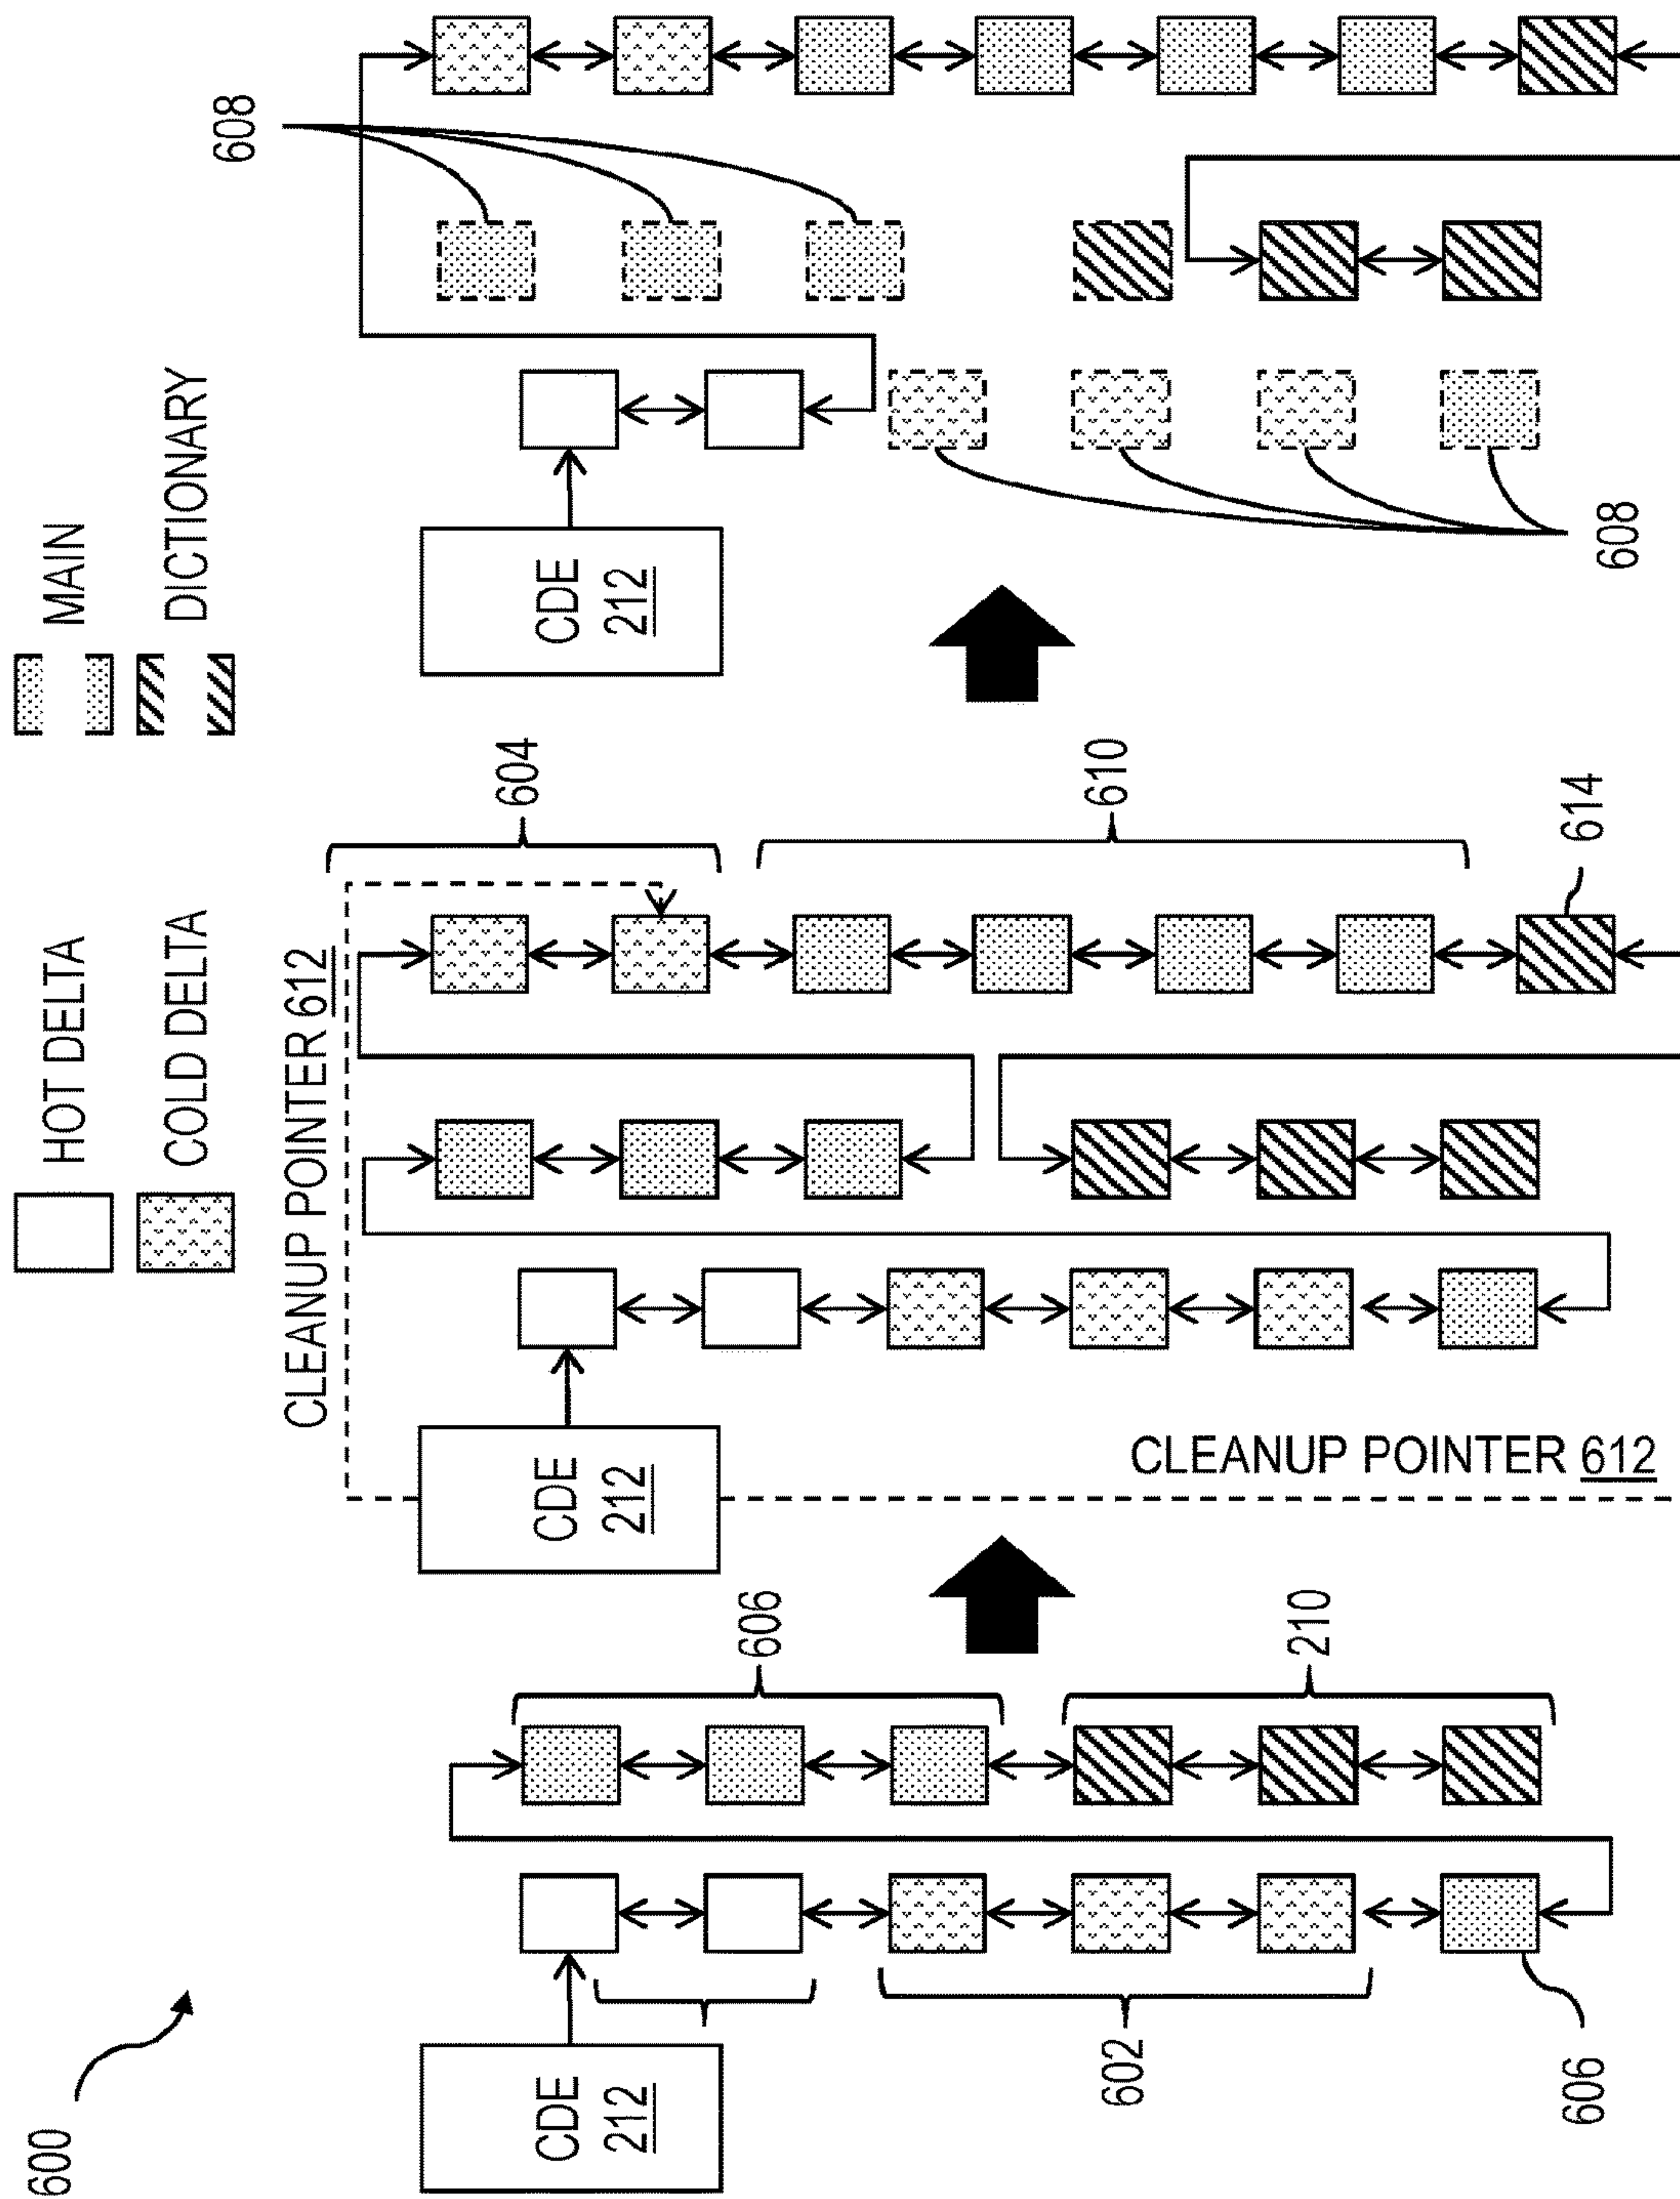 600
HOT DELTA
COLD DELTA
MAIN
DICTIONARY
CDE
212
602
606
606
210
CLEANUP POINTER 612
CDE
212
CLEANUP POINTER 612
604
610
614
CDE
212
608
608